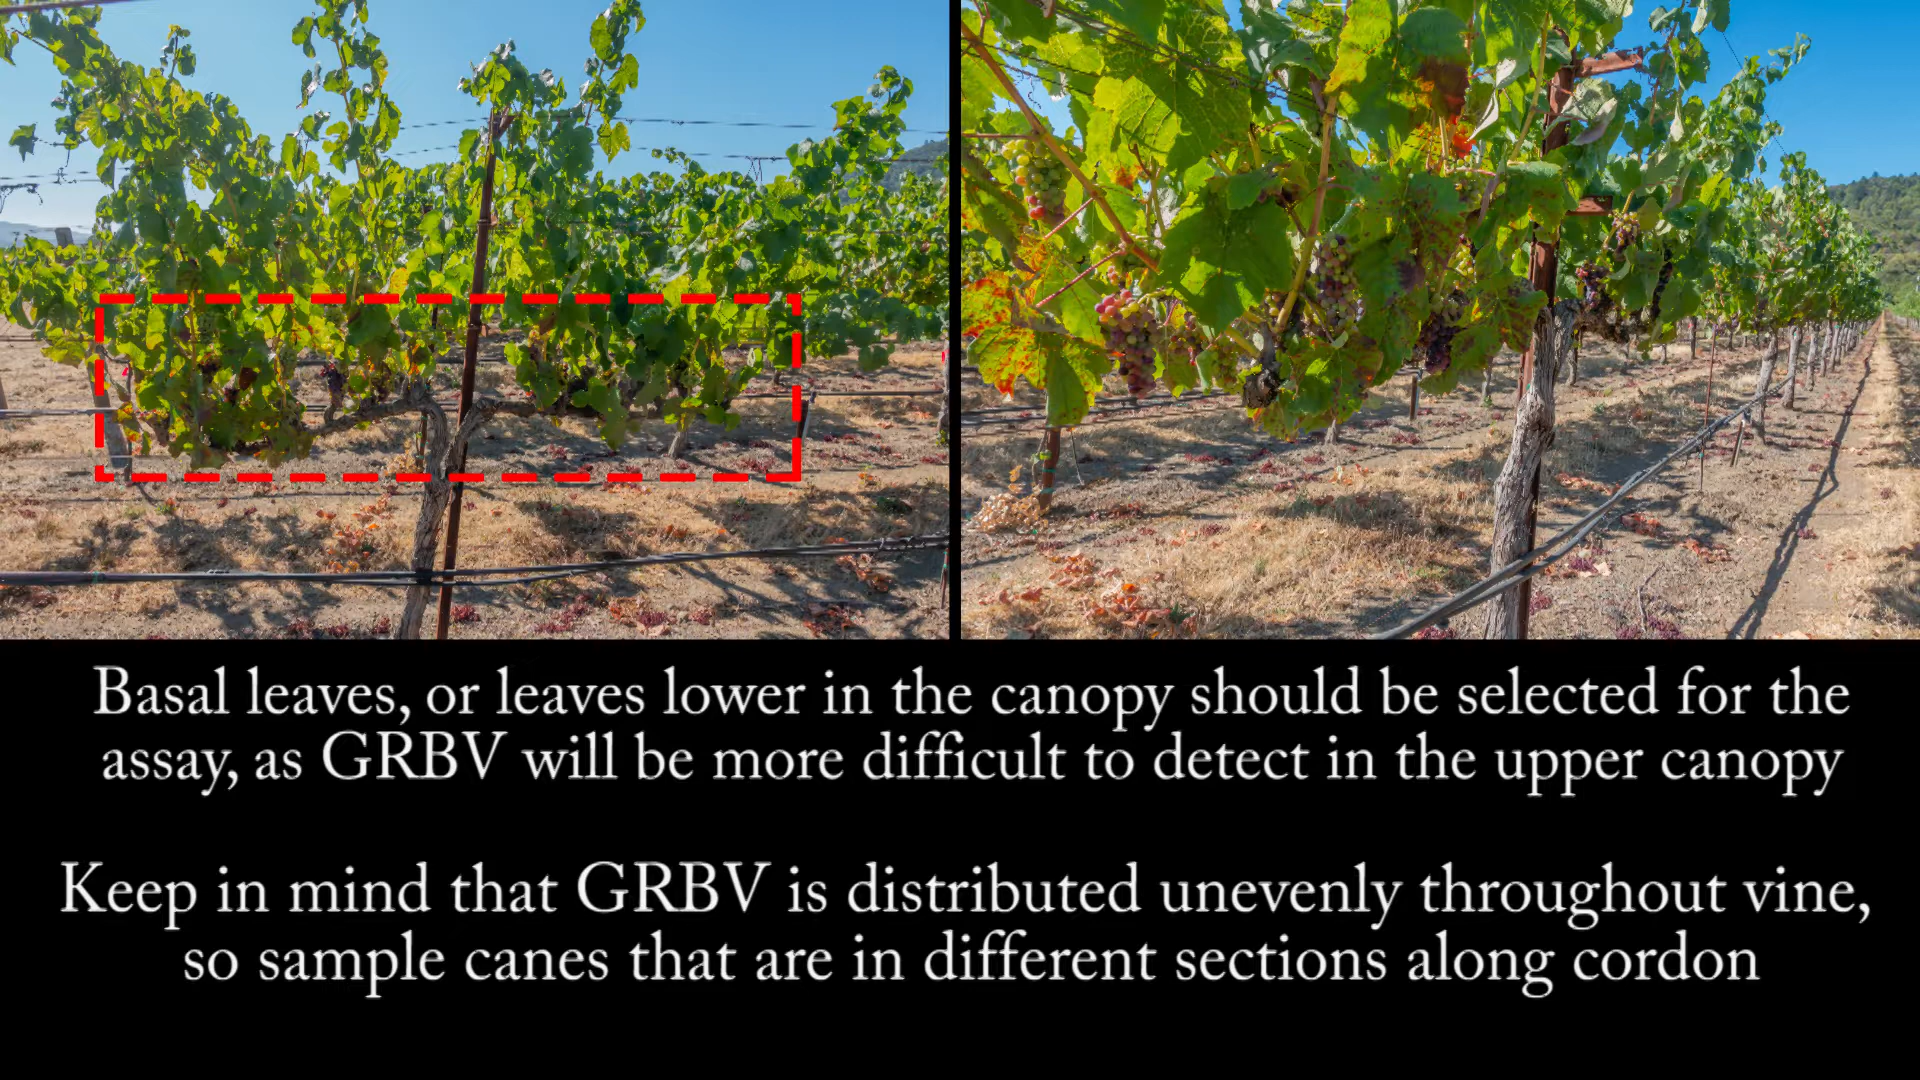 Basal leaves, or leaves lower in the canopy should be selected for the
assay, as GRBV will be more difficult to detect in the upper canopy
Keep in mind that GRBV is distributed unevenly throughout vine,
so sample canes that are in different sections along cordon